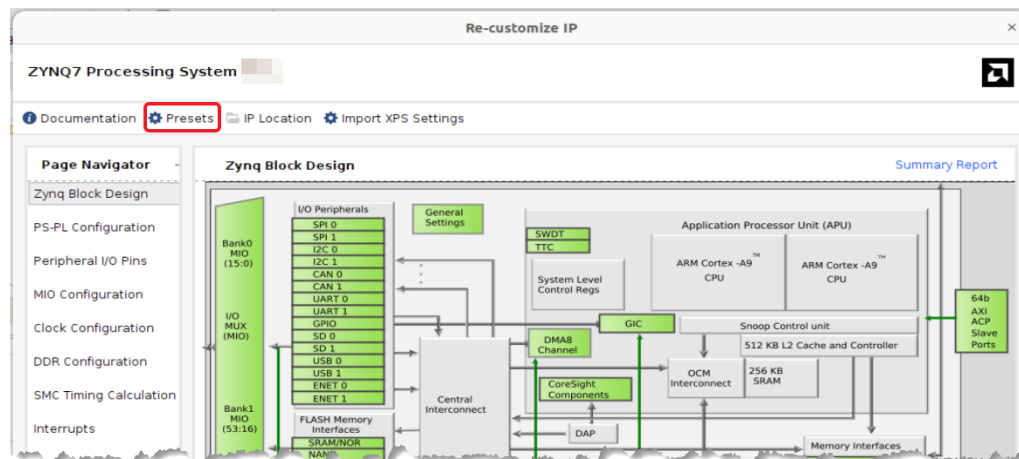 Re-customize IP
ZYNQ7 Processing System
Documentation Presets IP Location Import XPS Settings
Page Navigator
Zynq Block Design
PS-PL Configuration
Peripheral I/O Pins
MIO Configuration
Clock Configuration
DDR Configuration
SMC Timing Calculation
Interrupts
Zynq Block Design
Summary Report
Bank0
MIO
(15:0)
I/O
MUX
(MIO)
Bank1
MIO
(53:16)
I/O Peripherals
SPI 0
SPI 1
I2C 0
I2C 1
CAN 0
CAN 1
UART 0
UART 1
GPIO
SD 0
SD 1
USB 0
USB 1
ENET 0
ENET 1
FLASH Memory
Interfaces
SRAM/NOR
General
Settings
Central
Interconnect
Application Processor Unit (APU)
SWDT
TTC
System Level
Control Regs
ARM Cortex -A9 ™
CPU
ARM Cortex -A9 ™
CPU
GIC
Snoop Control unit
DMA8
Channel
512 KB L2 Cache and Controller
OCM
Interconnect
256 KB
SRAM
CoreSight
Components
DAP
Memory Interfaces
64b
AXI
ACP
Slave
Ports